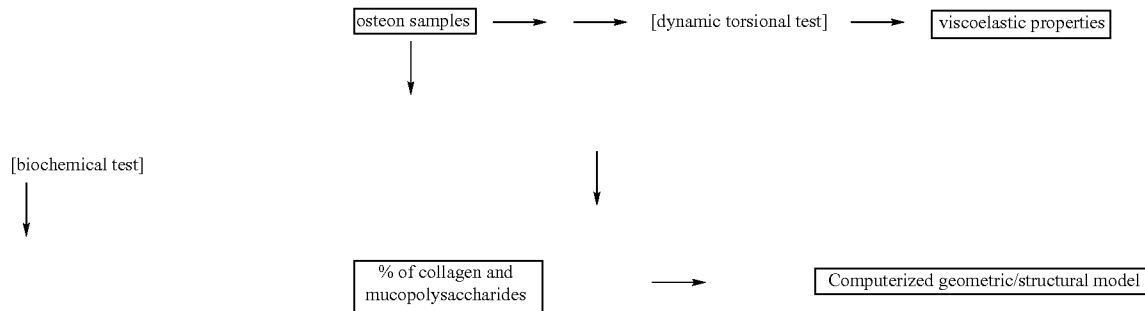 osteon samples
[dynamic torsional test]
viscoelastic properties
[biochemical test]
% of collagen and
mucopolysaccharides
Computerized geometric/structural model